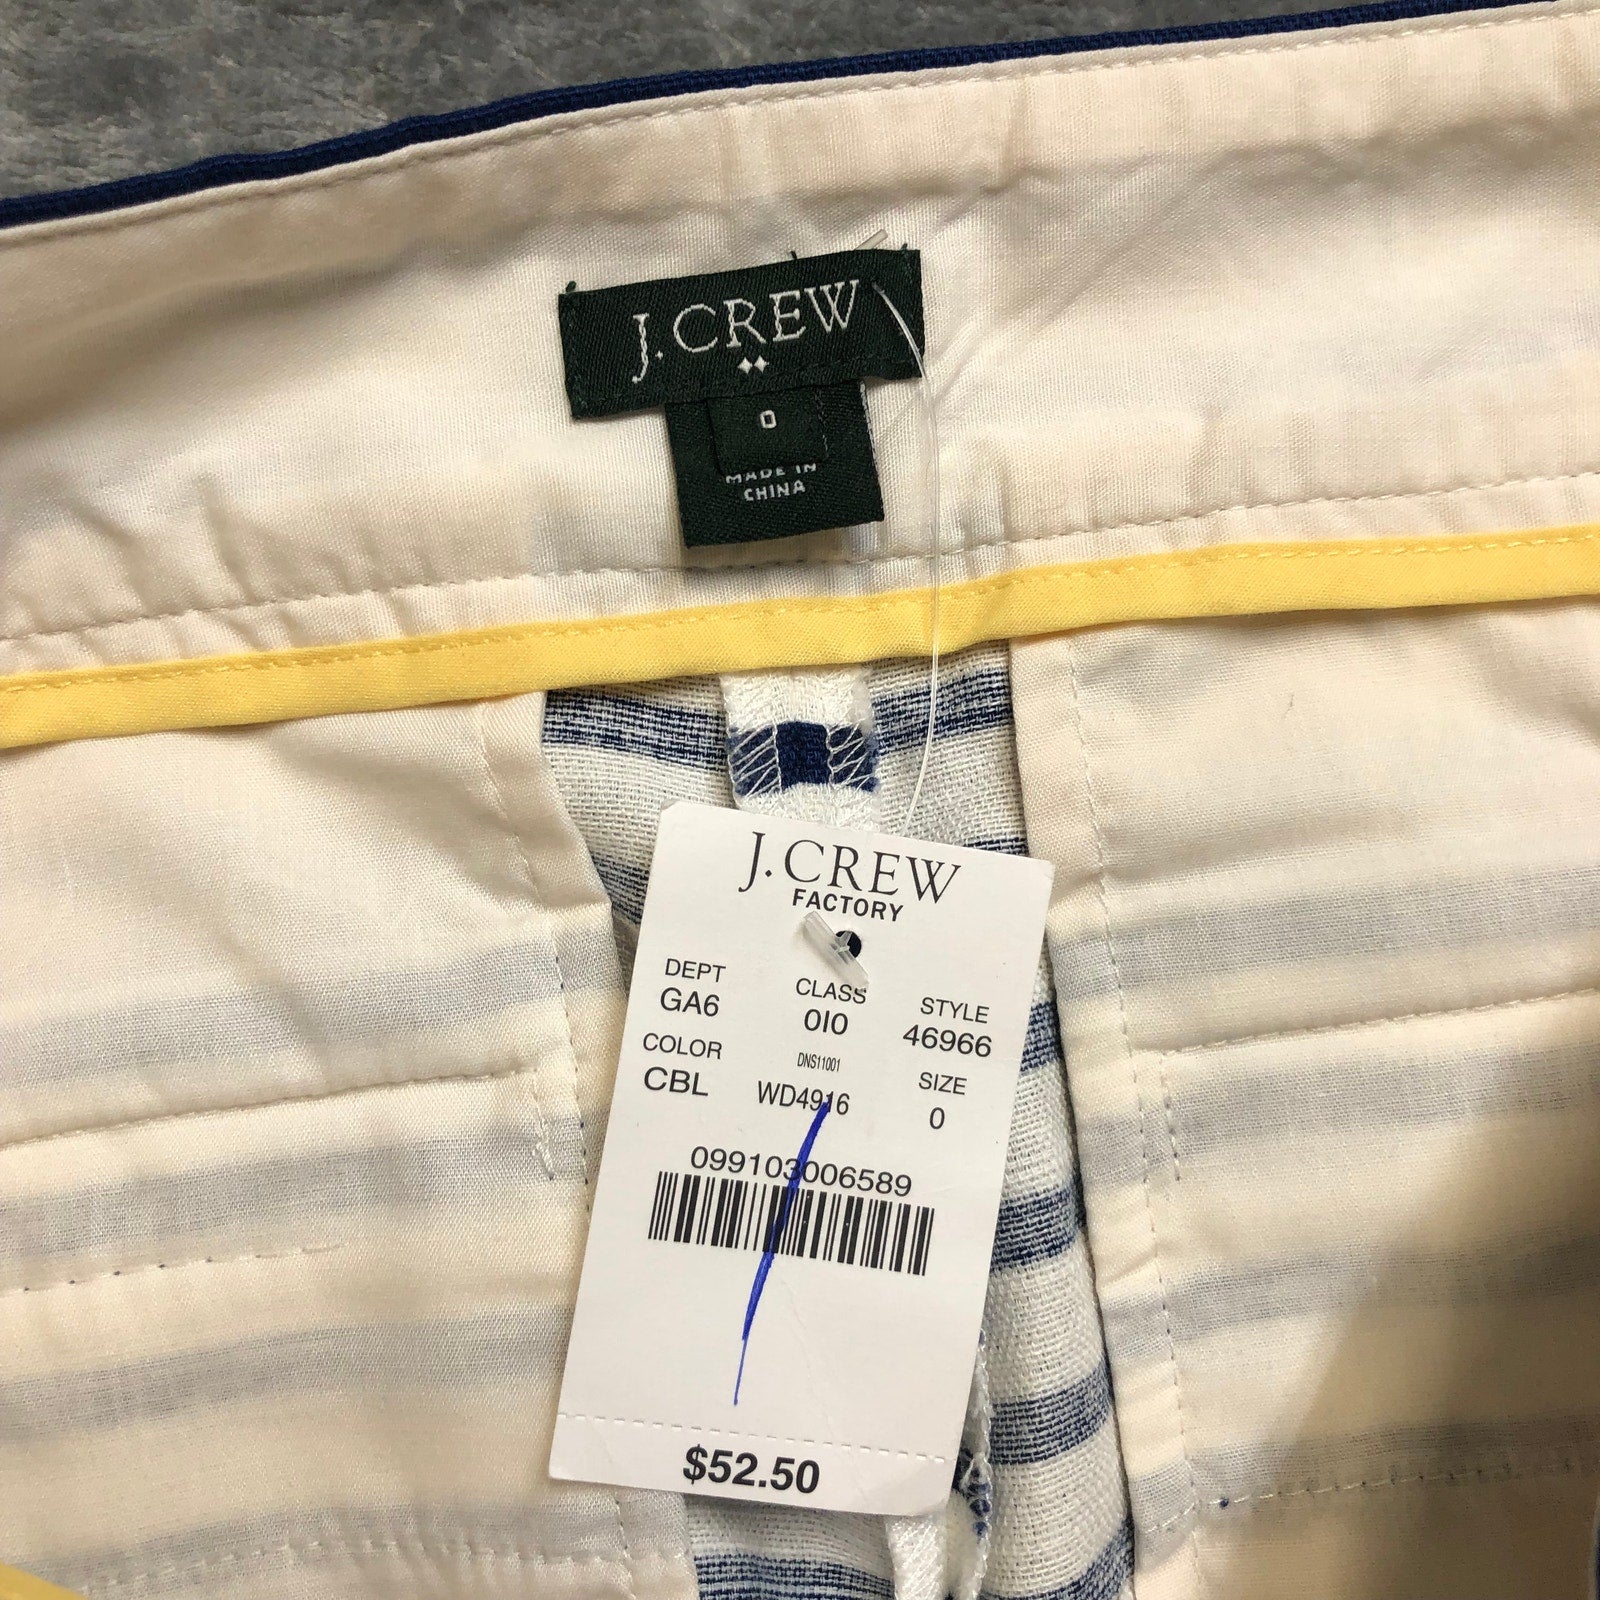 J.CREW
0
MADE IN
CHINA
J.CREW
FACTORY
DEPT CLASS STYLE
GA6 0I0 46966
COLOR DNS11001 SIZE
CBL WD4916 0
099103006589
$52.50